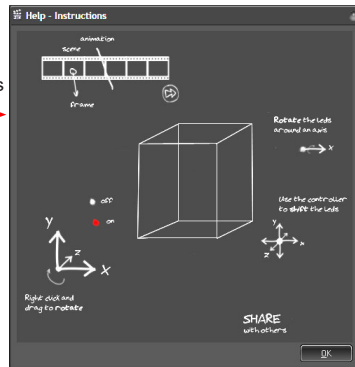 Help - Instructions
animation
scene
frame
Rotate the leds
around an axis
x
off
on
Use the controller
to shift the leds
y
x
z
y
z
x
Right click and
drag to rotate
SHARE
with others
OK
s